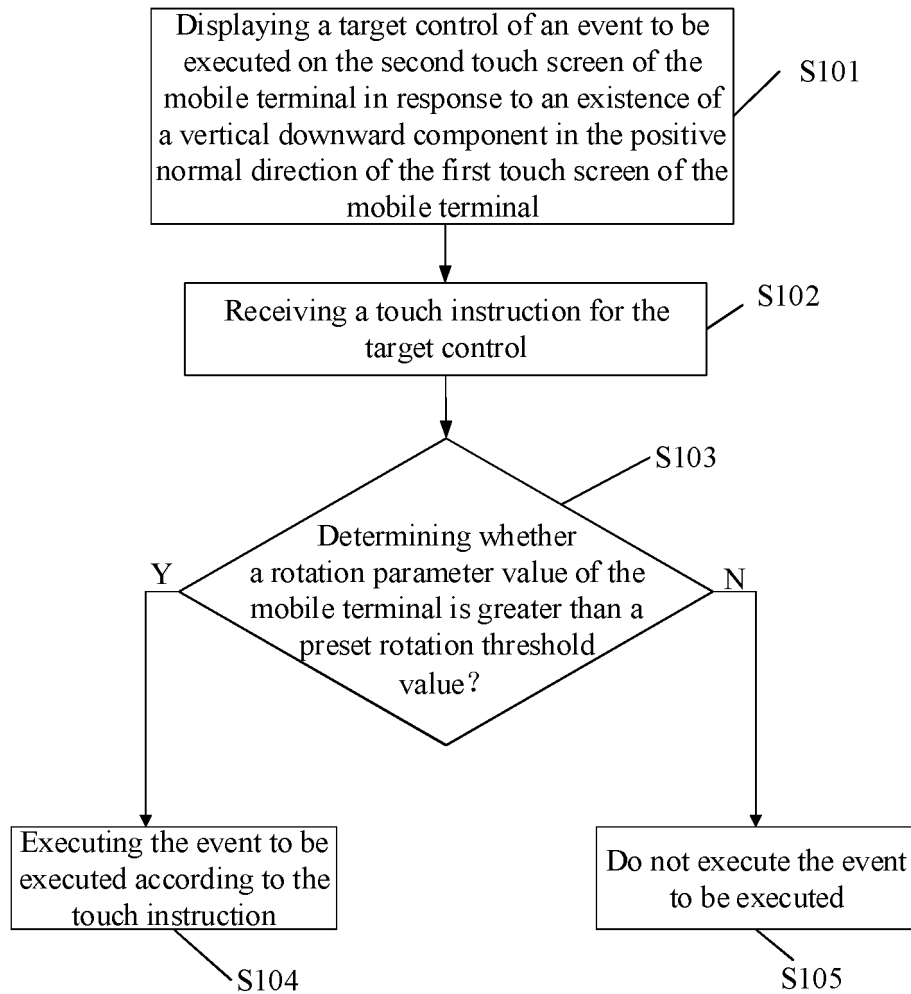 Displaying a target control of an event to be
executed on the second touch screen of the
mobile terminal in response to an existence of
a vertical downward component in the positive
normal direction of the first touch screen of the
mobile terminal
S101
Receiving a touch instruction for the
target control
S102
S103
Determining whether
a rotation parameter value of the
mobile terminal is greater than a
preset rotation threshold
value?
Y
N
Executing the event to be
executed according to the
touch instruction
Do not execute the event
to be executed
S104
S105